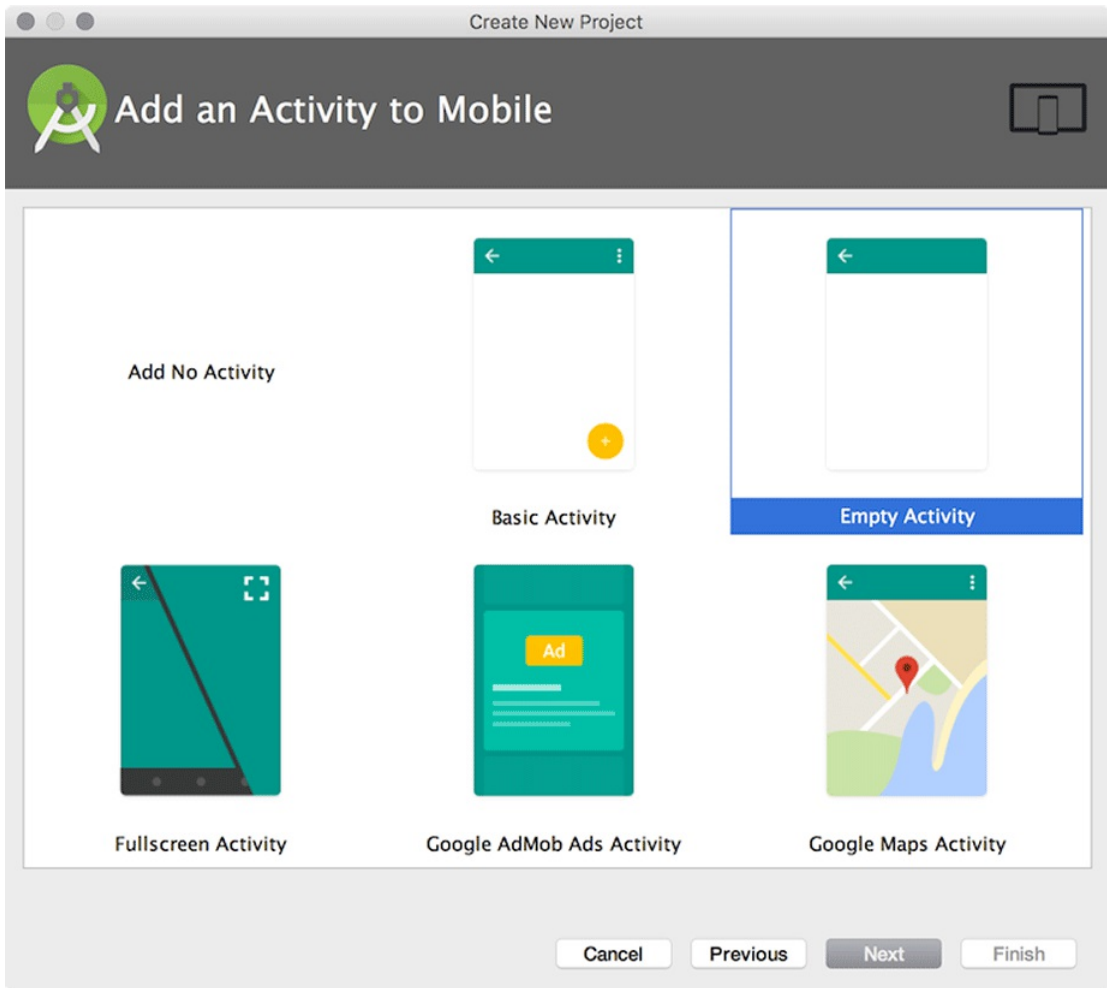 Create New Project
Add an Activity to Mobile
Add No Activity
Basic Activity
Empty Activity
Ad
Fullscreen Activity
Google AdMob Ads Activity
Google Maps Activity
Cancel
Previous
Next
Finish